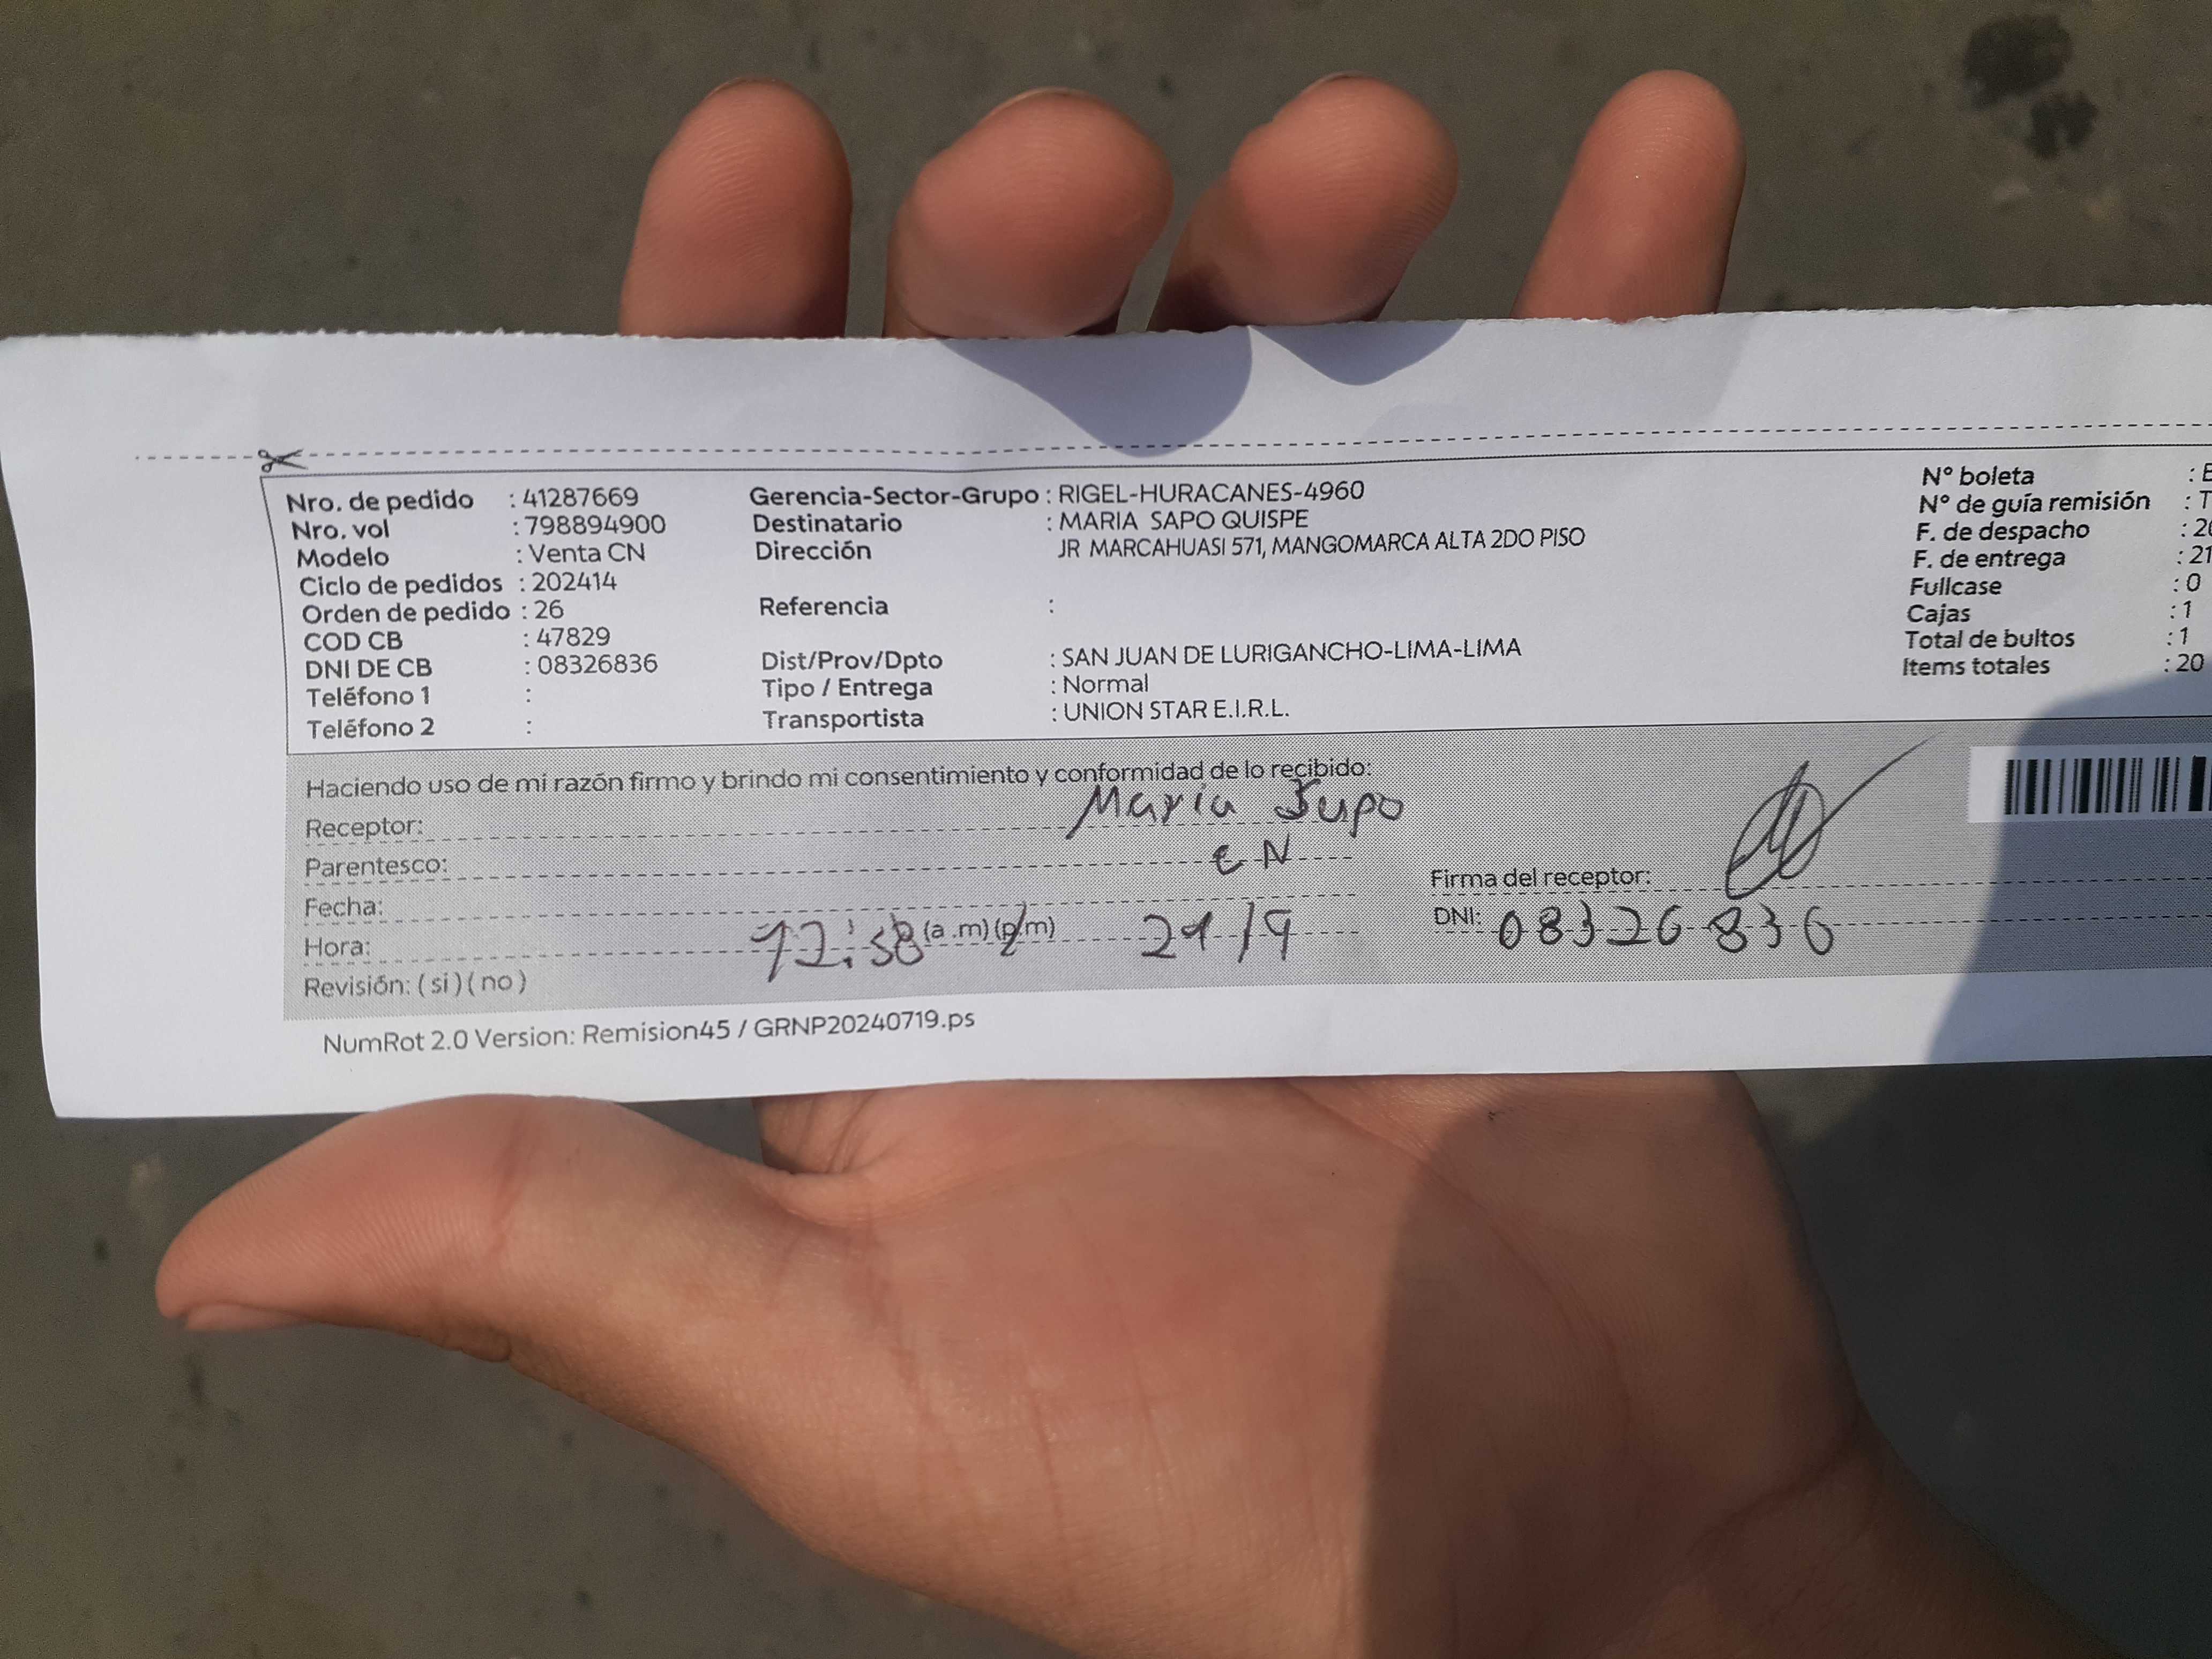 Nro. de pedido : 41287669
Nro. vol : 798894900
Modelo : Venta CN
Ciclo de pedidos : 202414
Orden de pedido : 26
COD CB : 47829
DNI DE CB : 08326836
Teléfono 1 :
Teléfono 2 :
Gerencia-Sector-Grupo : RIGEL-HURACANES-4960
Destinatario : MARIA SAPO QUISPE
Dirección JR MARCAHUASI 571, MANGOMARCA ALTA 2DO PISO
Referencia :
Dist/Prov/Dpto : SAN JUAN DE LURIGANCHO-LIMA-LIMA
Tipo / Entrega : Normal
Transportista : UNION STAR E.I.R.L.
N° boleta :
N° de guía remisión : T
F. de despacho :
F. de entrega : 21
Fullcase : 0
Cajas : 1
Total de bultos : 1
Items totales : 20
Haciendo uso de mi razón firmo y brindo mi consentimiento y conformidad de lo recibido:
Receptor: Maria Supo
Parentesco: CN
Fecha:
Hora: 12:58 (a.m)(p.m) 21/9
Revisión: (si)(no)
Firma del receptor:
DNI: 08326836
NumRot 2.0 Version: Remision45 / GRNP20240719.ps